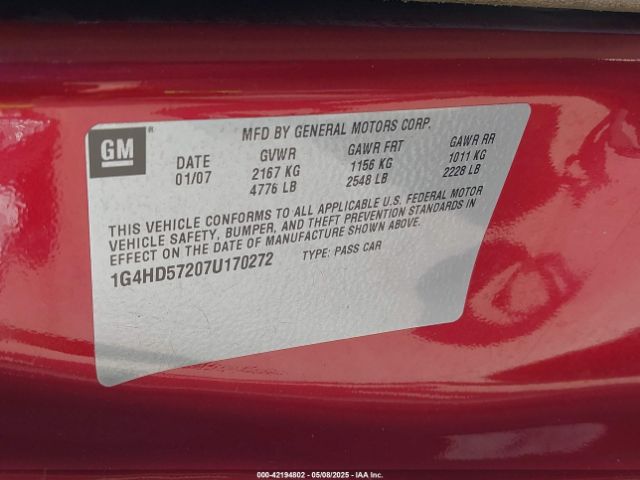 GM ®
MFD BY GENERAL MOTORS CORP.
DATE GVWR GAWR FRT GAWR RR
01/07 2167 KG 1156 KG 1011 KG
4776 LB 2548 LB 2228 LB
THIS VEHICLE CONFORMS TO ALL APPLICABLE U.S. FEDERAL MOTOR
VEHICLE SAFETY, BUMPER, AND THEFT PREVENTION STANDARDS IN
EFFECT ON THE DATE OF MANUFACTURE SHOWN ABOVE.
1G4HD57207U170272 TYPE: PASS CAR
000-42194802 - 05/08/2025 - IAA Inc.